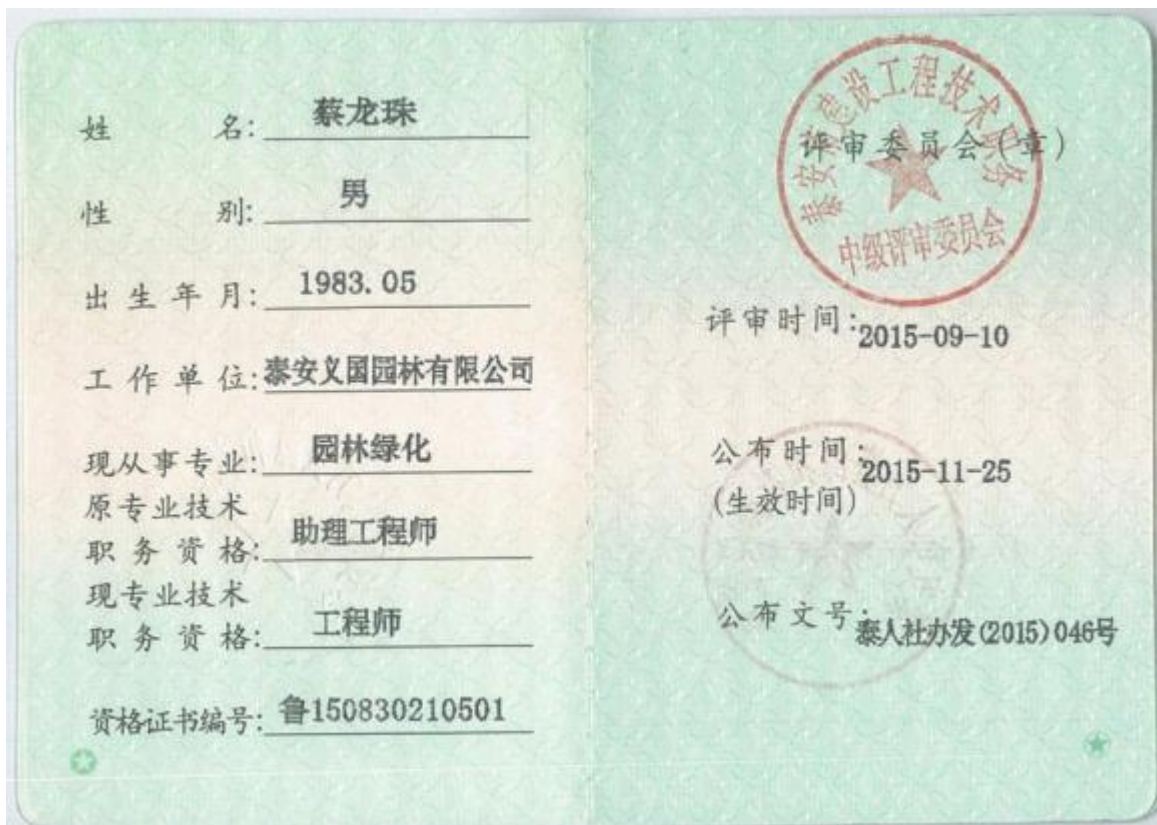 姓名: 蔡龙珠
性别: 男
出生年月: 1983.05
工作单位: 泰安义国园林有限公司
现从事专业: 园林绿化
原专业技术
职务资格: 助理工程师
现专业技术
职务资格: 工程师
资格证书编号: 鲁150830210501
泰安市建设工程技术职务
中级评审委员会
评审委员会(章)
评审时间: 2015-09-10
公布时间: 2015-11-25
(生效时间)
公布文号: 泰人社办发(2015)046号